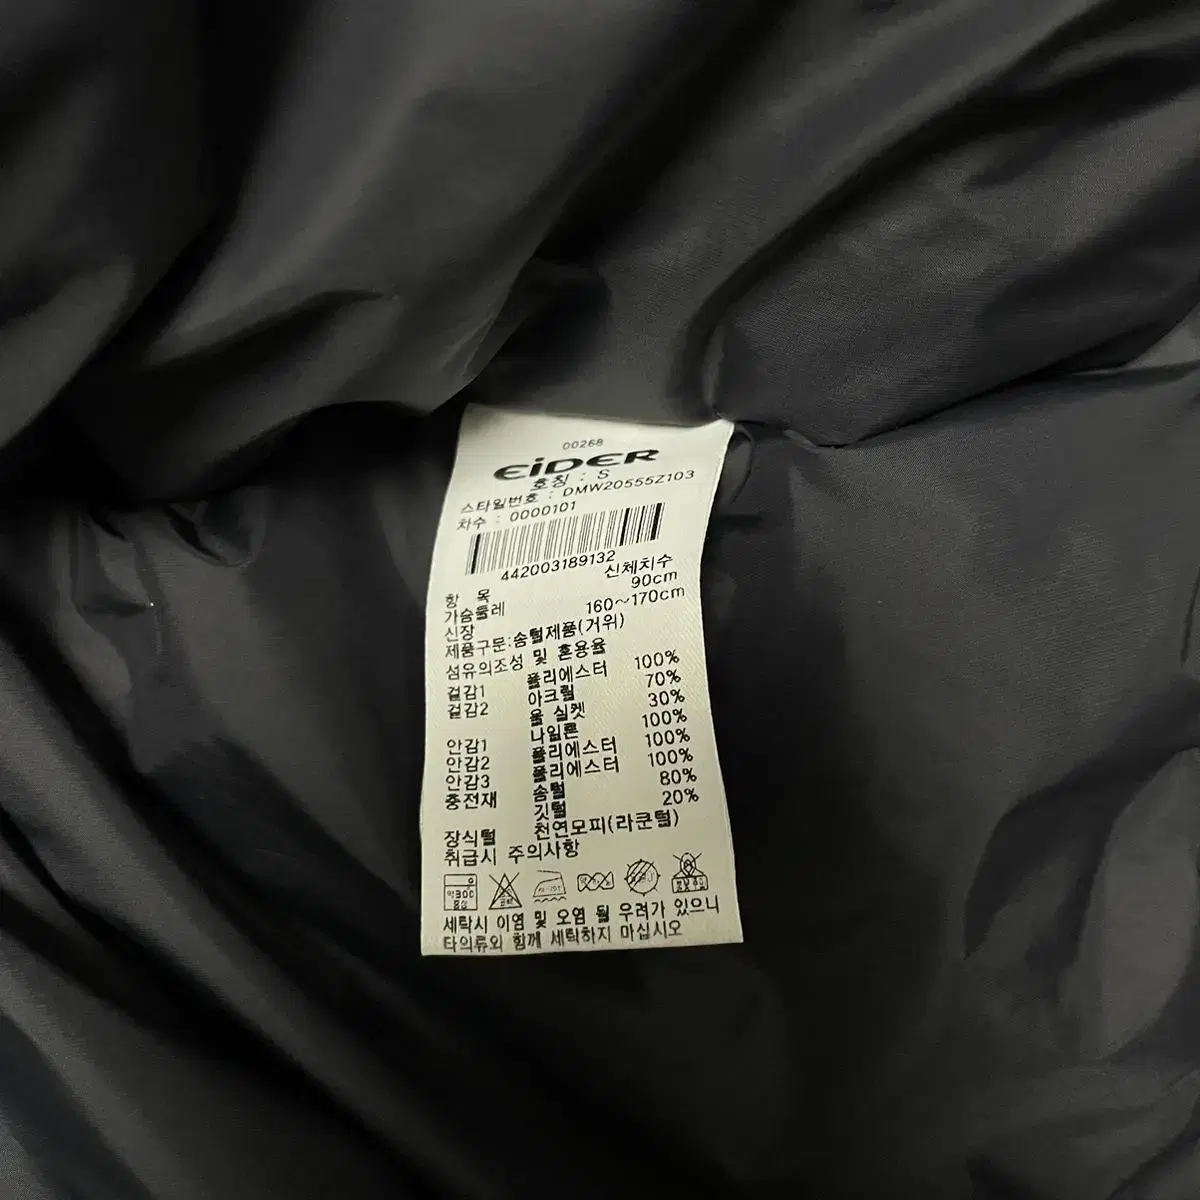 00268
EiDER
호칭 : S
스타일번호 : DMW20555Z103
차수 : 0000101
442003189132
항 목 신체치수
가슴둘레 90cm
신장 160~170cm
제품구문:솜털제품(거위)
섬유의조성 및 혼용율
겉감1 폴리에스터 100%
겉감2 아크릴 70%
울 실켓 30%
안감1 나일론 100%
안감2 폴리에스터 100%
안감3 폴리에스터 100%
충전재 솜털 80%
깃털 20%
장식털 천연모피(라쿤털)
취급시 주의사항
약30℃
세탁시 이염 및 오염 될 우려가 있으니
타의류와 함께 세탁하지 마십시오